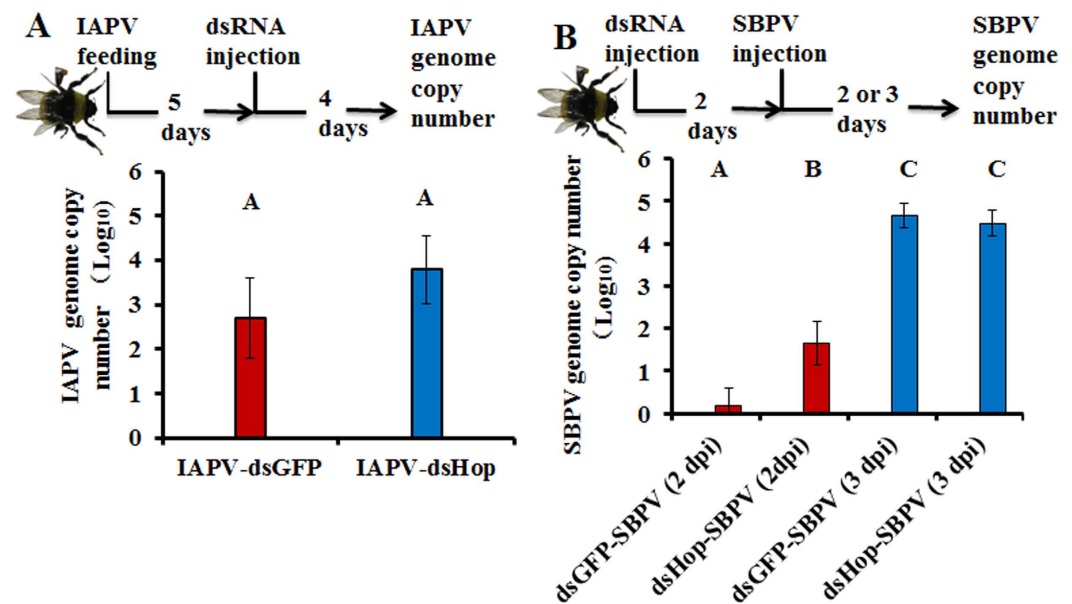 A
IAPV
feeding
dsRNA
injection
IAPV
genome
copy
number
5
days
4
days
IAPV genome copy
number （Log10)
6
5
4
3
2
1
0
A
A
IAPV-dsGFP
IAPV-dsHop
B
dsRNA
injection
SBPV
injection
SBPV
genome
copy
number
2
days
2 or 3
days
SBPV genome copy number
（Log10)
6
5
4
3
2
1
0
A
B
C
C
dsGFP-SBPV (2 dpi)
dsHop-SBPV (2dpi)
dsGFP-SBPV (3 dpi)
dsHop-SBPV (3 dpi)